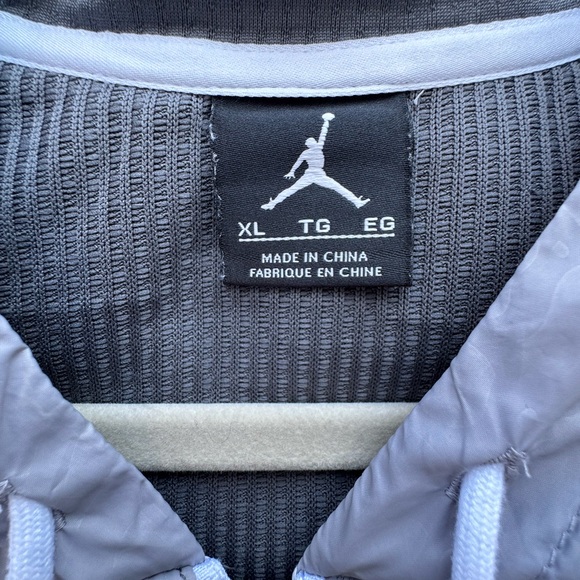 XL TG EG
MADE IN CHINA
FABRIQUE EN CHINE